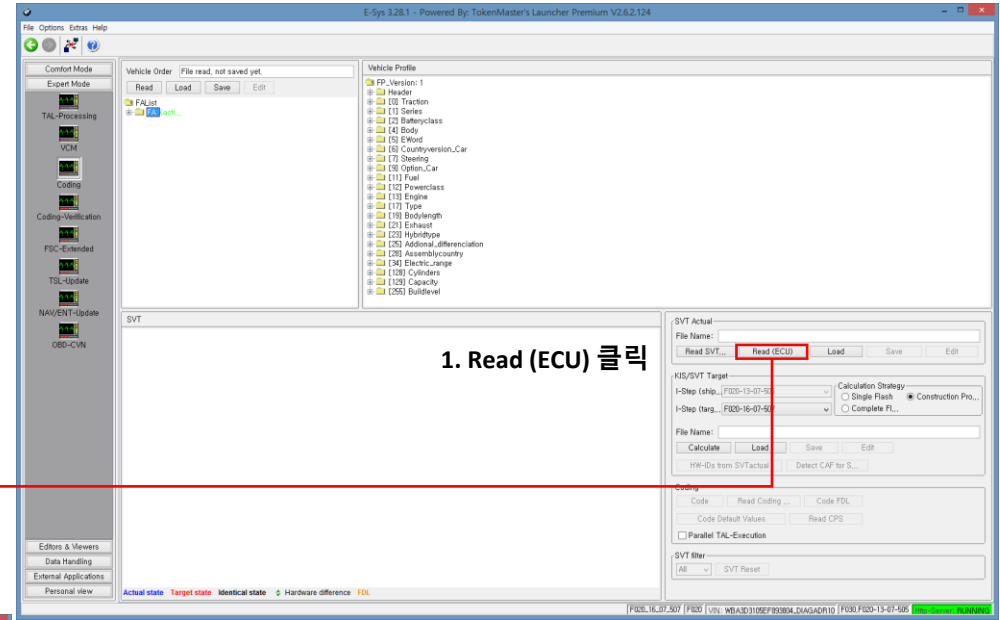 E-Sys 3.28.1 - Powered By: TokenMaster's Launcher Premium V2.6.2.124
File Options Extras Help
Comfort Mode
Expert Mode
TAL-Processing
VCM
Coding
Coding-Verification
FSC-Extended
TSL-Update
NAV/ENT-Update
OBD-CVN
Editors & Viewers
Data Handling
External Applications
Personal view
Vehicle Order File read, not saved yet,
Read Load Save Edit
FAList
Vehicle Profile
FP_Version: 1
Header
[0] Traction
[1] Series
[2] Batteryclass
[4] Body
[5] EWord
[6] Countryversion_Car
[7] Steering
[9] Option_Car
[11] Fuel
[12] Powerclass
[13] Engine
[17] Type
[19] Bodylength
[21] Exhaust
[23] Hybridtype
[25] Addional_differenciation
[28] Assemblycountry
[34] Electric_range
[128] Cylinders
[129] Capacity
[255] Buildlevel
SVT
1. Read (ECU) 클릭
Actual state Target state Identical state Hardware difference FDL
SVT Actual
File Name:
Read SVT... Read (ECU) Load Save Edit
KIS/SVT Target
I-Step (ship... F020-13-07-505
I-Step (targ... F020-16-07-507
Calculation Strategy
Single Flash Construction Pro...
Complete Fl...
File Name:
Calculate Load Save Edit
HW-IDs from SVTactual Detect CAF for S...
Coding
Code Read Coding ... Code FDL
Code Default Values Read CPS
Parallel TAL-Execution
SVT filter
All SVT Reset
F020_16_07_507 F020 VIN: WBA3D3105EF893804_DIAGADR10 F030,F020-13-07-505 Http-Server: RUNNING